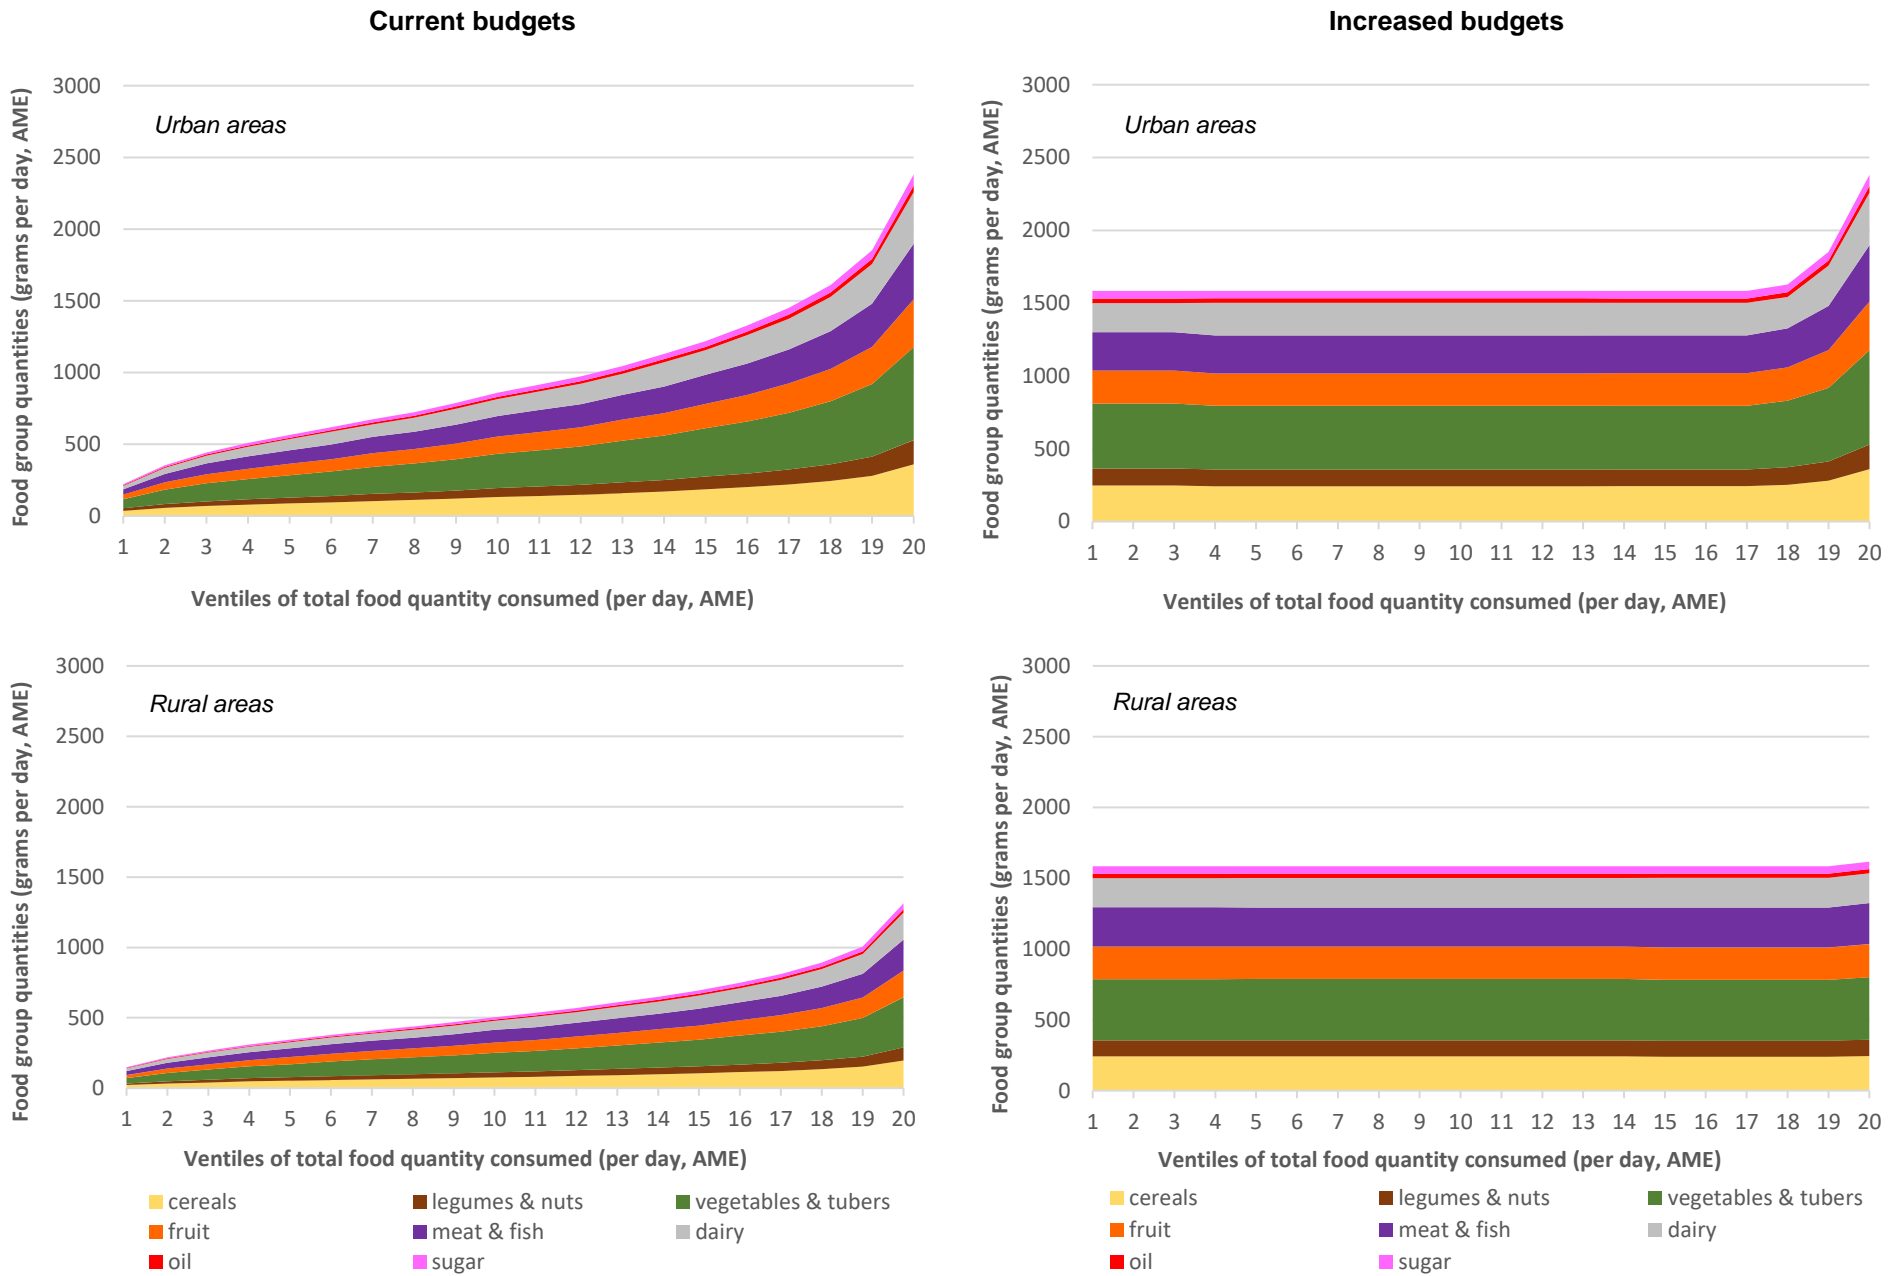 Current budgets
Increased budgets
Food group quantities (grams per day, AME)
3000
2500
2000
1500
1000
500
0
Urban areas
1 2 3 4 5 6 7 8 9 10 11 12 13 14 15 16 17 18 19 20
Ventiles of total food quantity consumed (per day, AME)
Food group quantities (grams per day, AME)
3000
2500
2000
1500
1000
500
0
Urban areas
1 2 3 4 5 6 7 8 9 10 11 12 13 14 15 16 17 18 19 20
Ventiles of total food quantity consumed (per day, AME)
Food group quantities (grams per day, AME)
3000
2500
2000
1500
1000
500
0
Rural areas
1 2 3 4 5 6 7 8 9 10 11 12 13 14 15 16 17 18 19 20
Ventiles of total food quantity consumed (per day, AME)
cereals legumes & nuts vegetables & tubers
fruit meat & fish dairy
oil sugar
Food group quantities (grams per day, AME)
3000
2500
2000
1500
1000
500
0
Rural areas
1 2 3 4 5 6 7 8 9 10 11 12 13 14 15 16 17 18 19 20
Ventiles of total food quantity consumed (per day, AME)
cereals legumes & nuts vegetables & tubers
fruit meat & fish dairy
oil sugar